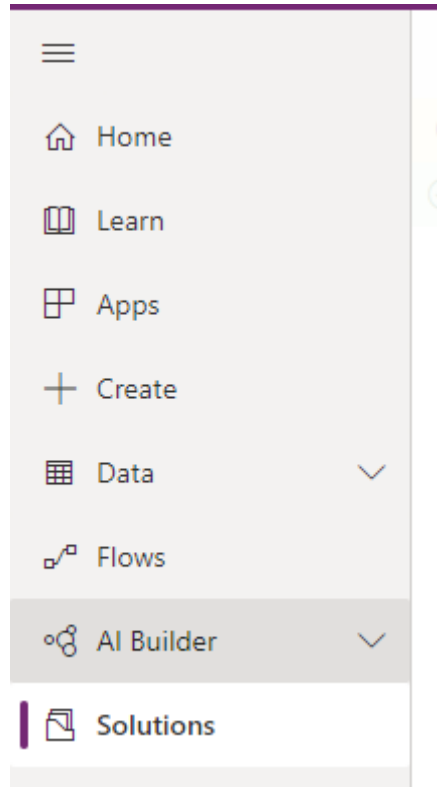 Home
Learn
Apps
Create
Data
Flows
AI Builder
Solutions